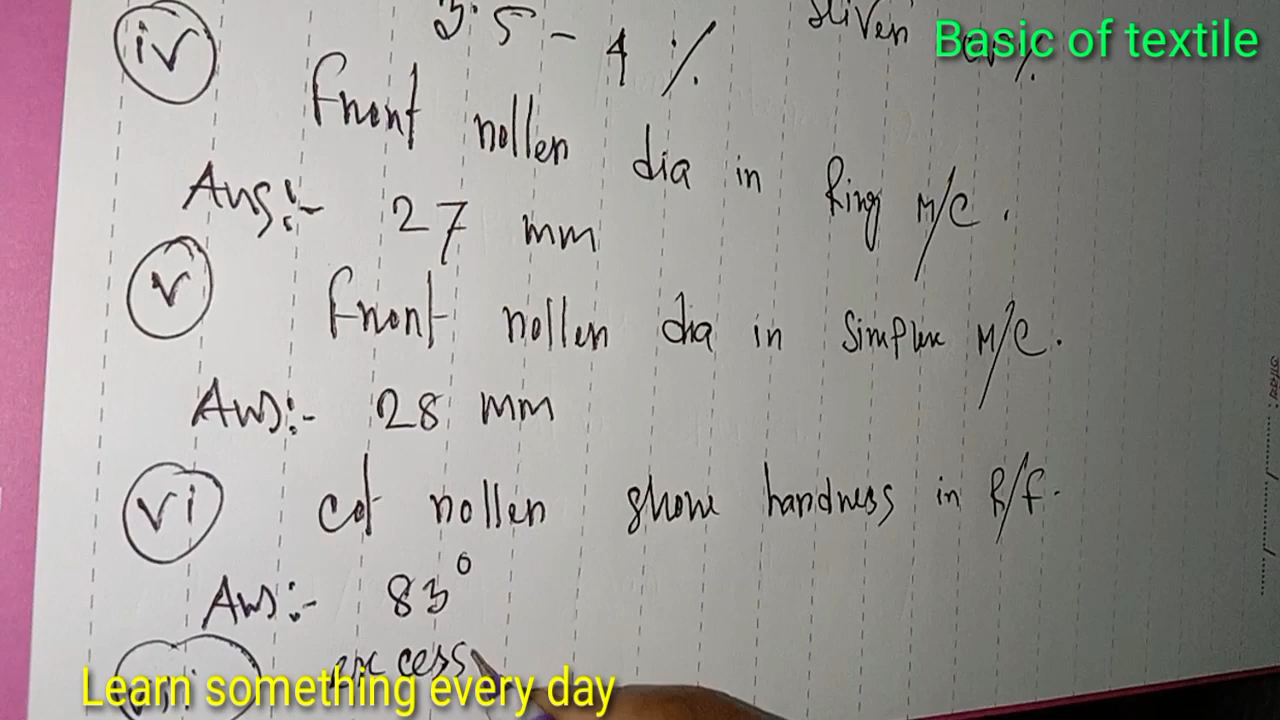 3.5 - 4 % Sliver CV%
Basic of textile
iv Front roller dia in Ring M/C.
Ans:- 27 mm
v Front roller dia in Simplex M/C.
Ans:- 28 mm
vi Cot roller shore hardness in R/F.
Ans:- 83°
excess
Learn something every day